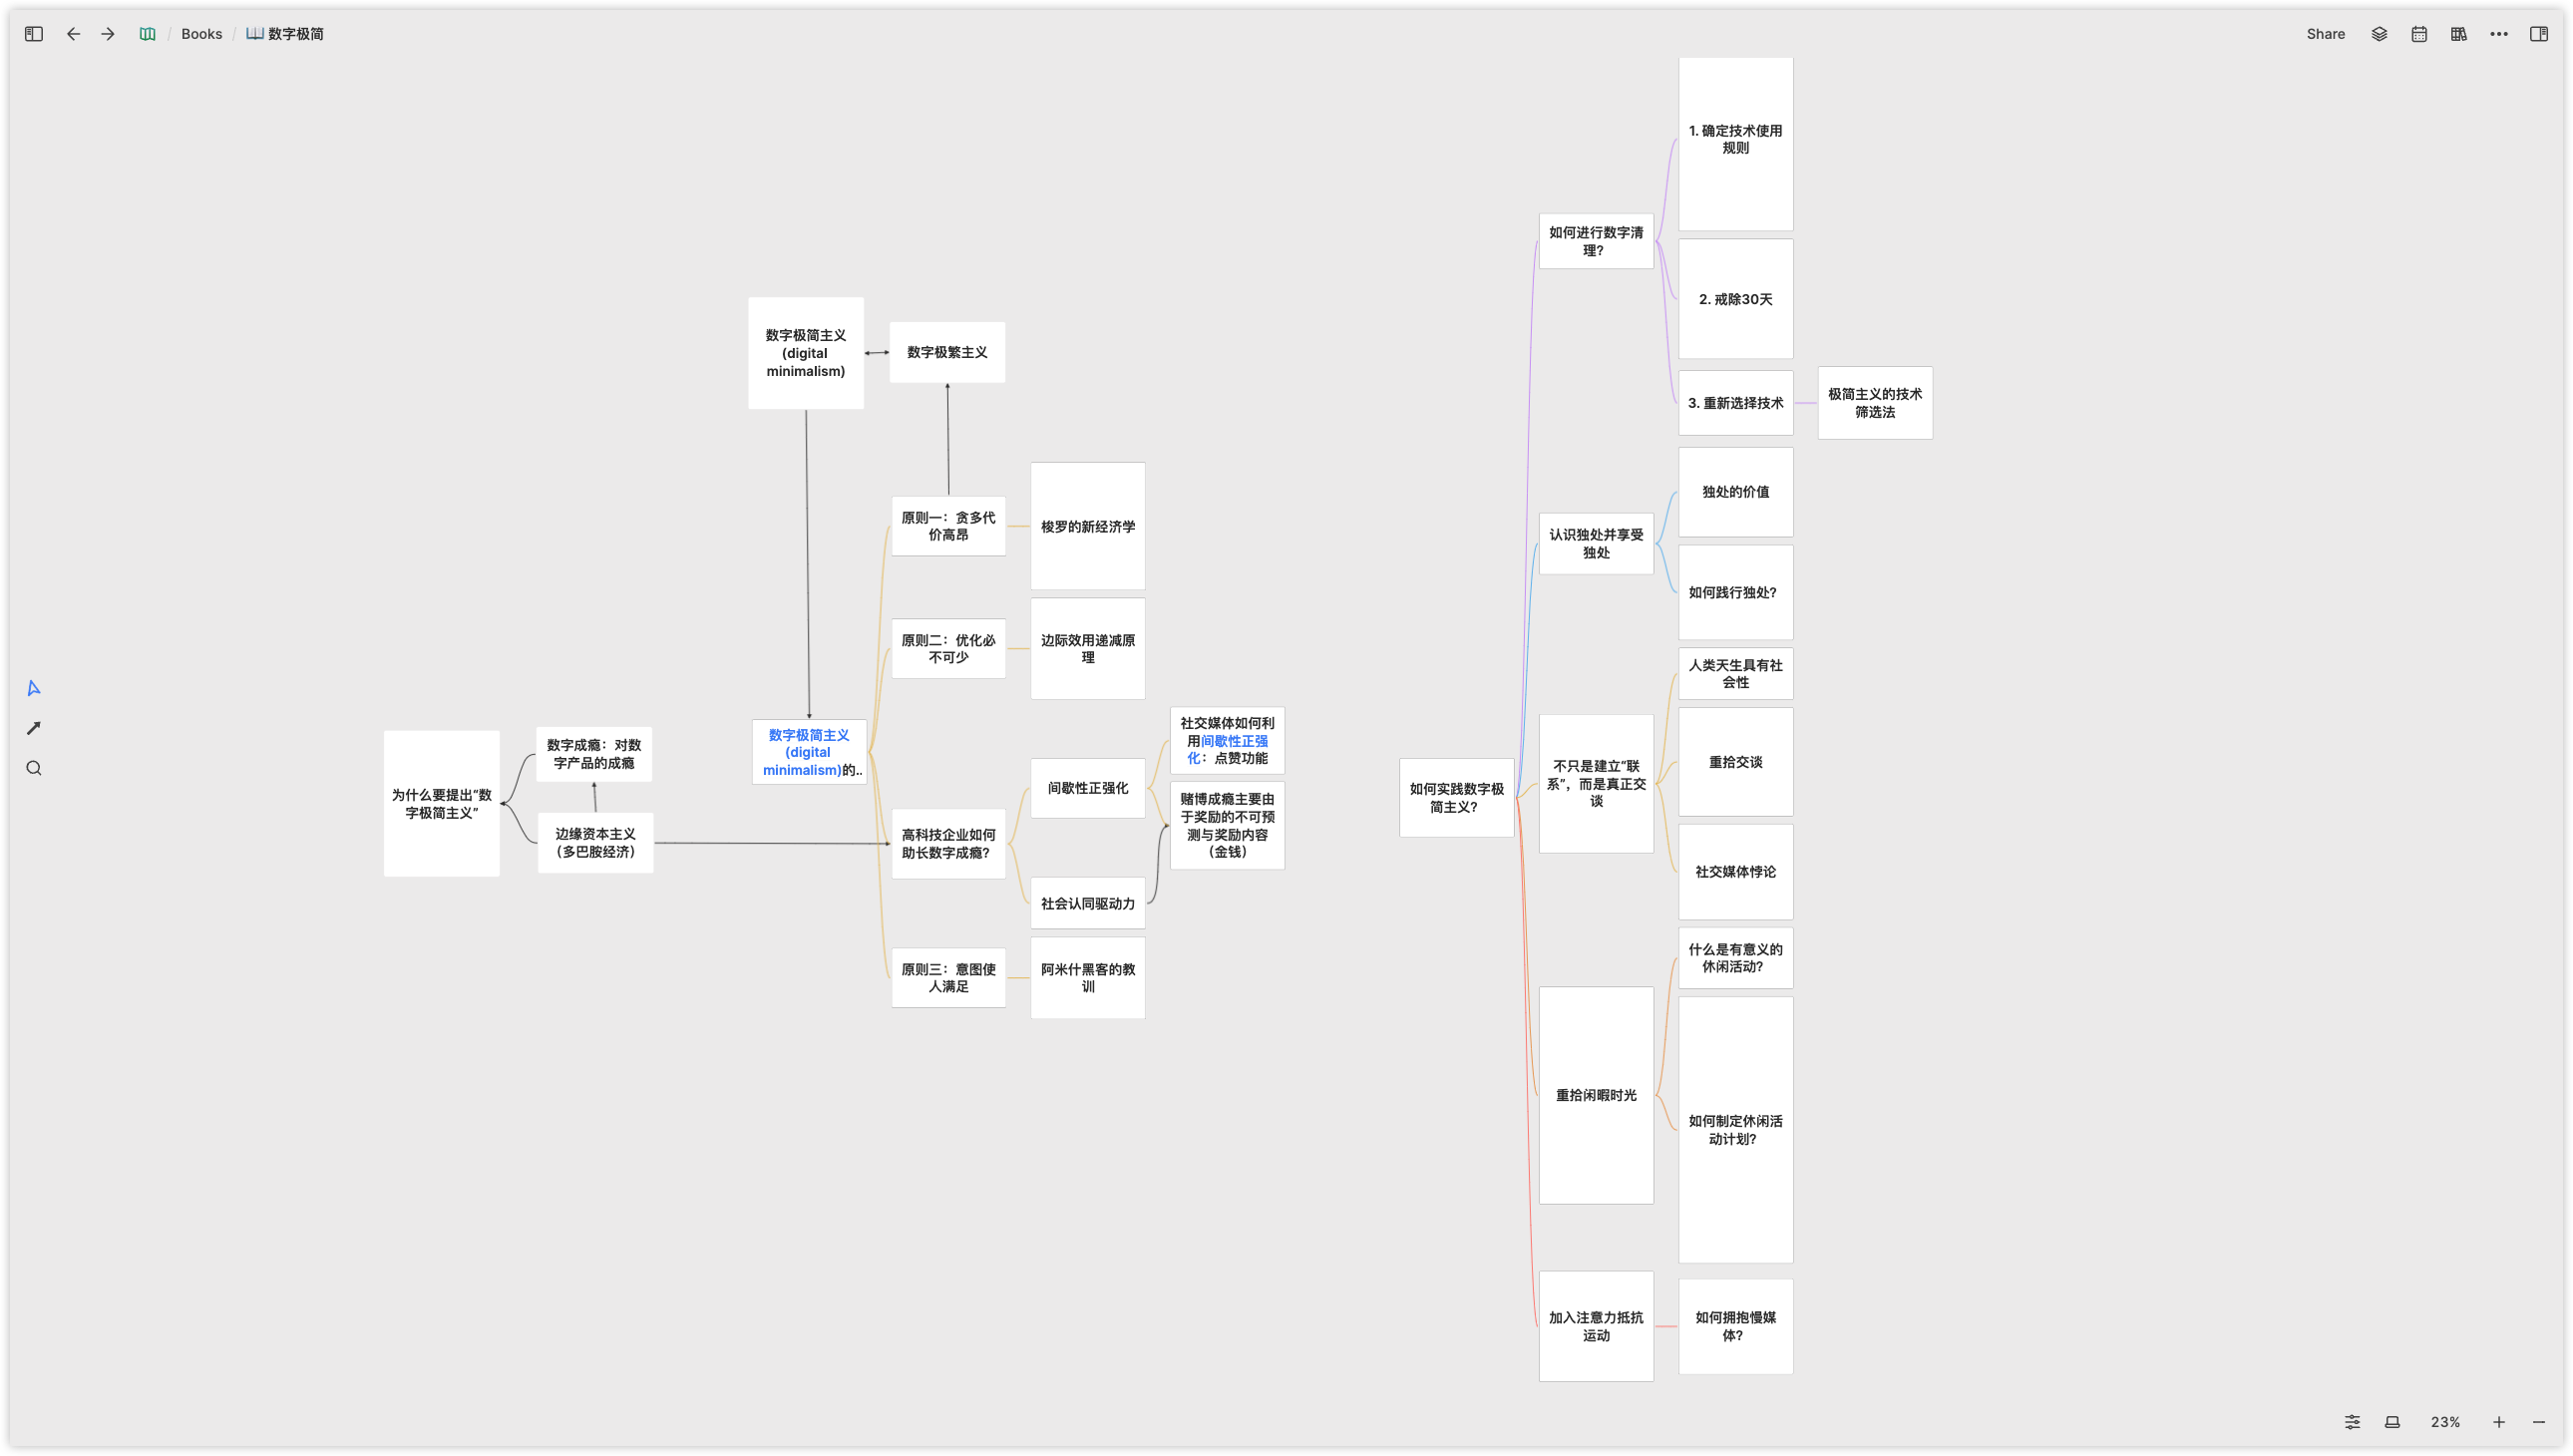 Books / 数字极简
Share
1. 确定技术使用
规则
如何进行数字清
理?
2. 戒除30天
3. 重新选择技术
极简主义的技术
筛选法
数字极简主义
(digital
minimalism)
数字极繁主义
原则一：贪多代
价高昂
梭罗的新经济学
原则二：优化必
不可少
边际效用递减原
理
数字极简主义
(digital
minimalism)的..
为什么要提出“数
字极简主义”
数字成瘾：对数
字产品的成瘾
边缘资本主义
（多巴胺经济）
高科技企业如何
助长数字成瘾?
间歇性正强化
社交媒体如何利
用间歇性正强
化：点赞功能
赌博成瘾主要由
于奖励的不可预
测与奖励内容
（金钱）
社会认同驱动力
原则三：意图使
人满足
阿米什黑客的教
训
如何实践数字极
简主义?
认识独处并享受
独处
独处的价值
如何践行独处?
不只是建立“联
系”，而是真正交
谈
人类天生具有社
会性
重拾交谈
社交媒体悖论
重拾闲暇时光
什么是有意义的
休闲活动?
如何制定休闲活
动计划?
加入注意力抵抗
运动
如何拥抱慢媒
体?
23%